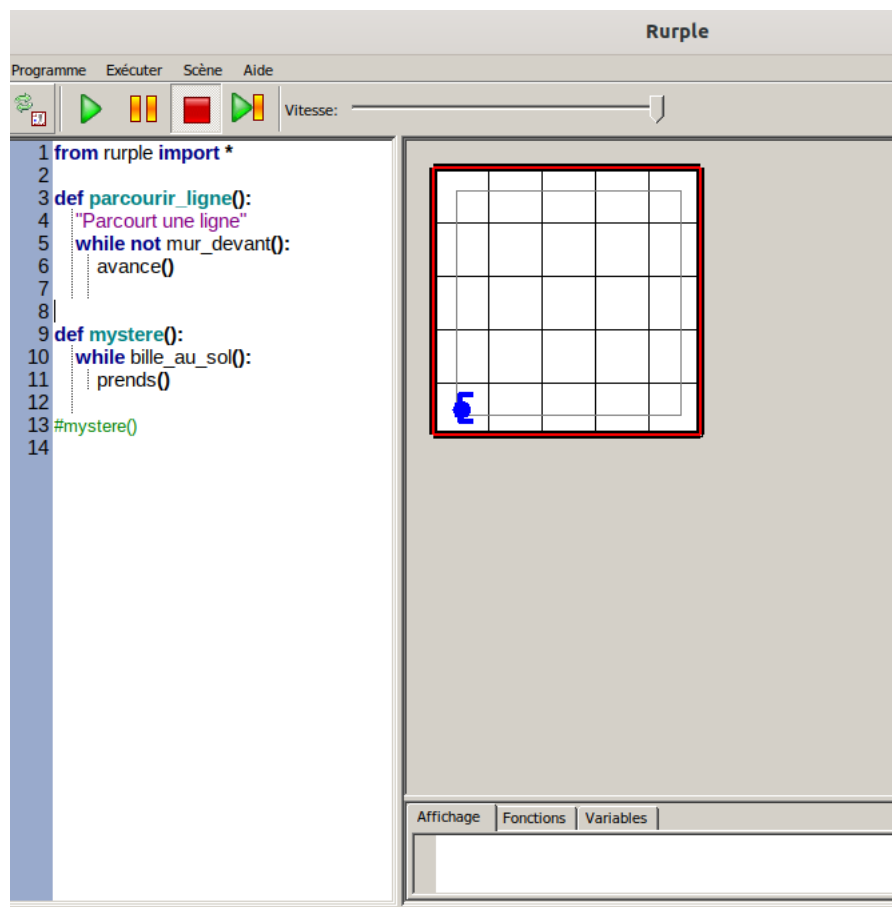 Rurple
Programme Exécuter Scène Aide
Vitesse:
1 from rurple import *
2
3 def parcourir_ligne():
4 "Parcourt une ligne"
5 while not mur_devant():
6 avance()
7
8
9 def mystere():
10 while bille_au_sol():
11 prends()
12
13 #mystere()
14
Affichage Fonctions Variables